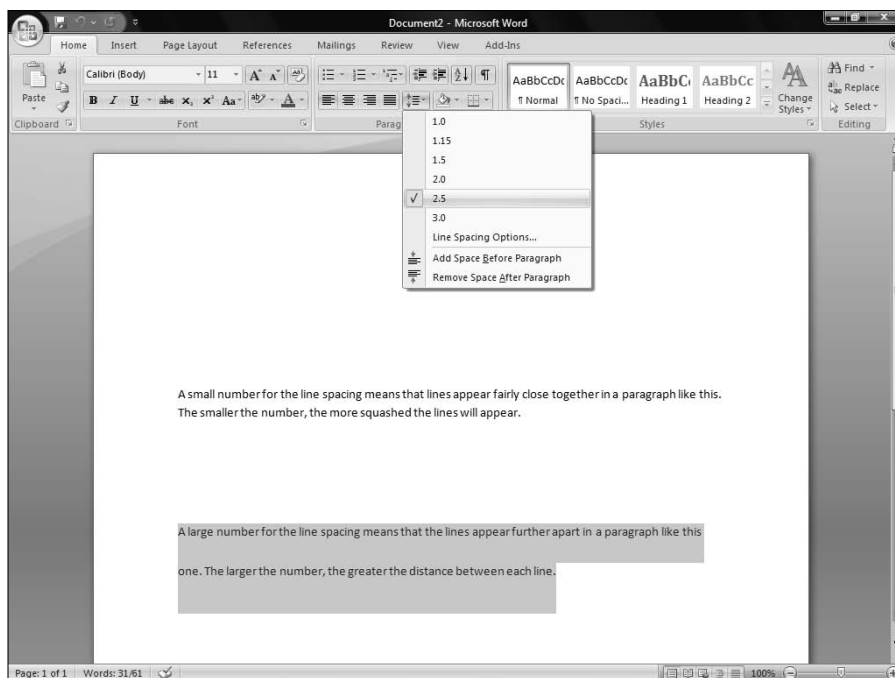 Document2 - Microsoft Word
Home Insert Page Layout References Mailings Review View Add-Ins
Calibri (Body) 11 A A Aa AaBbCcDc AaBbCcDc AaBbC AaBbCc Find
Paste B I U abc x, x² Aa A ¶ Normal ¶ No Spaci... Heading 1 Heading 2 Change Styles Replace
Select
Clipboard Font Parag Styles Editing
1.0
1.15
1.5
2.0
2.5
3.0
Line Spacing Options...
Add Space Before Paragraph
Remove Space After Paragraph
A small number for the line spacing means that lines appear fairly close together in a paragraph like this.
The smaller the number, the more squashed the lines will appear.
A large number for the line spacing means that the lines appear further apart in a paragraph like this
one. The larger the number, the greater the distance between each line.
Page: 1 of 1 Words: 31/61 100%